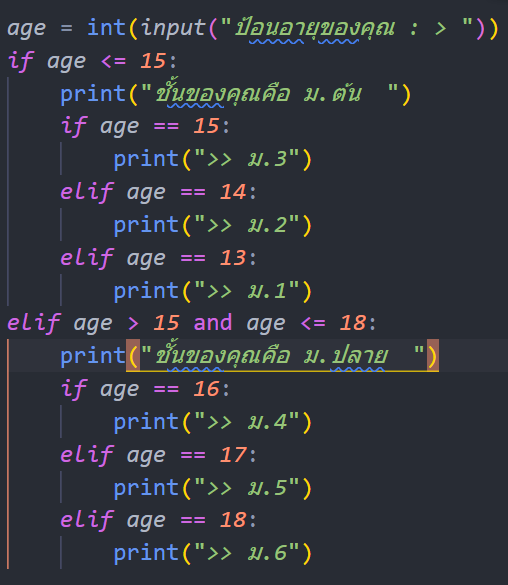 age = int(input("ป้อนอายุของคุณ : > "))
if age <= 15:
    print("ชั้นของคุณคือ ม.ต้น  ")
    if age == 15:
        print(">> ม.3")
    elif age == 14:
        print(">> ม.2")
    elif age == 13:
        print(">> ม.1")
elif age > 15 and age <= 18:
    print("ชั้นของคุณคือ ม.ปลาย  ")
    if age == 16:
        print(">> ม.4")
    elif age == 17:
        print(">> ม.5")
    elif age == 18:
        print(">> ม.6")